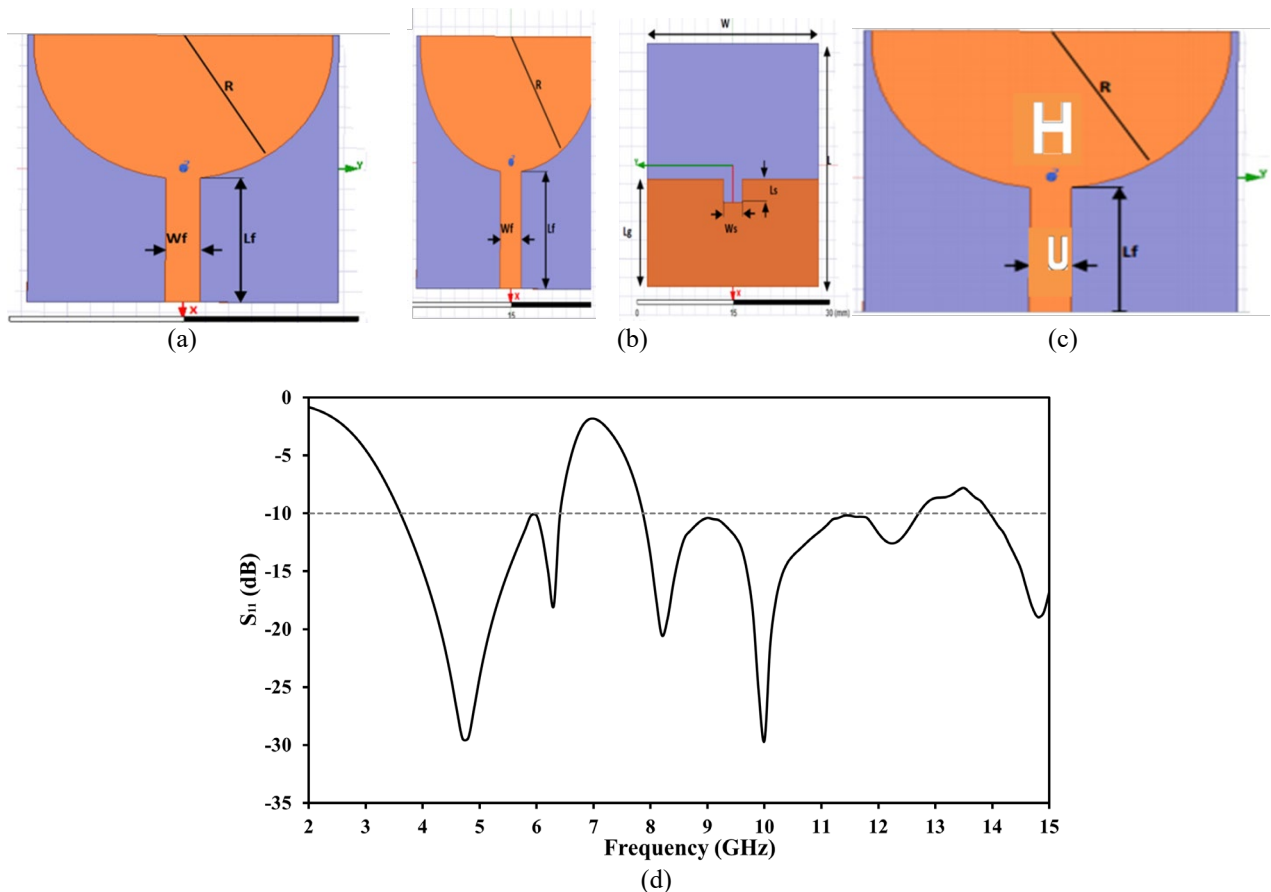 R
Wf
Lf
X
Y
(a)
R
Wf
Lf
X
15
W
L
Y
Ls
Ws
Lg
X
0
15
30 (mm)
(b)
R
H
U
Lf
Y
(c)
0
-5
-10
-15
-20
-25
-30
-35
S₁₁ (dB)
2 3 4 5 6 7 8 9 10 11 12 13 14 15
Frequency (GHz)
(d)